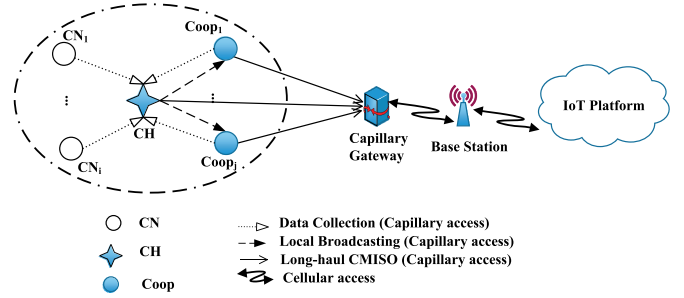 Coop₁
CN₁
...
...
IoT Platform
CH
CNᵢ
Coopⱼ
Capillary
Gateway
Base Station
CN
Data Collection (Capillary access)
Local Broadcasting (Capillary access)
CH
Long-haul CMISO (Capillary access)
Coop
Cellular access